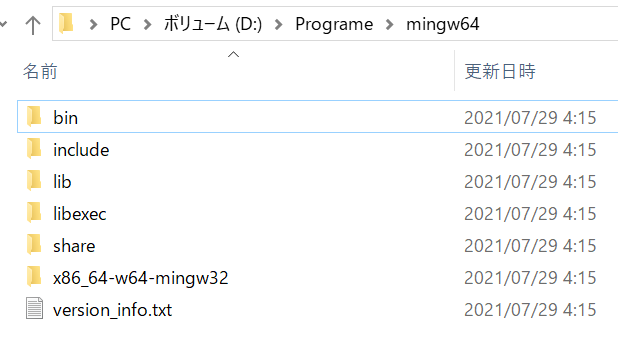 PC ボリューム (D:) Programe mingw64
名前 更新日時
bin 2021/07/29 4:15
include 2021/07/29 4:15
lib 2021/07/29 4:15
libexec 2021/07/29 4:15
share 2021/07/29 4:15
x86_64-w64-mingw32 2021/07/29 4:15
version_info.txt 2021/07/29 4:15